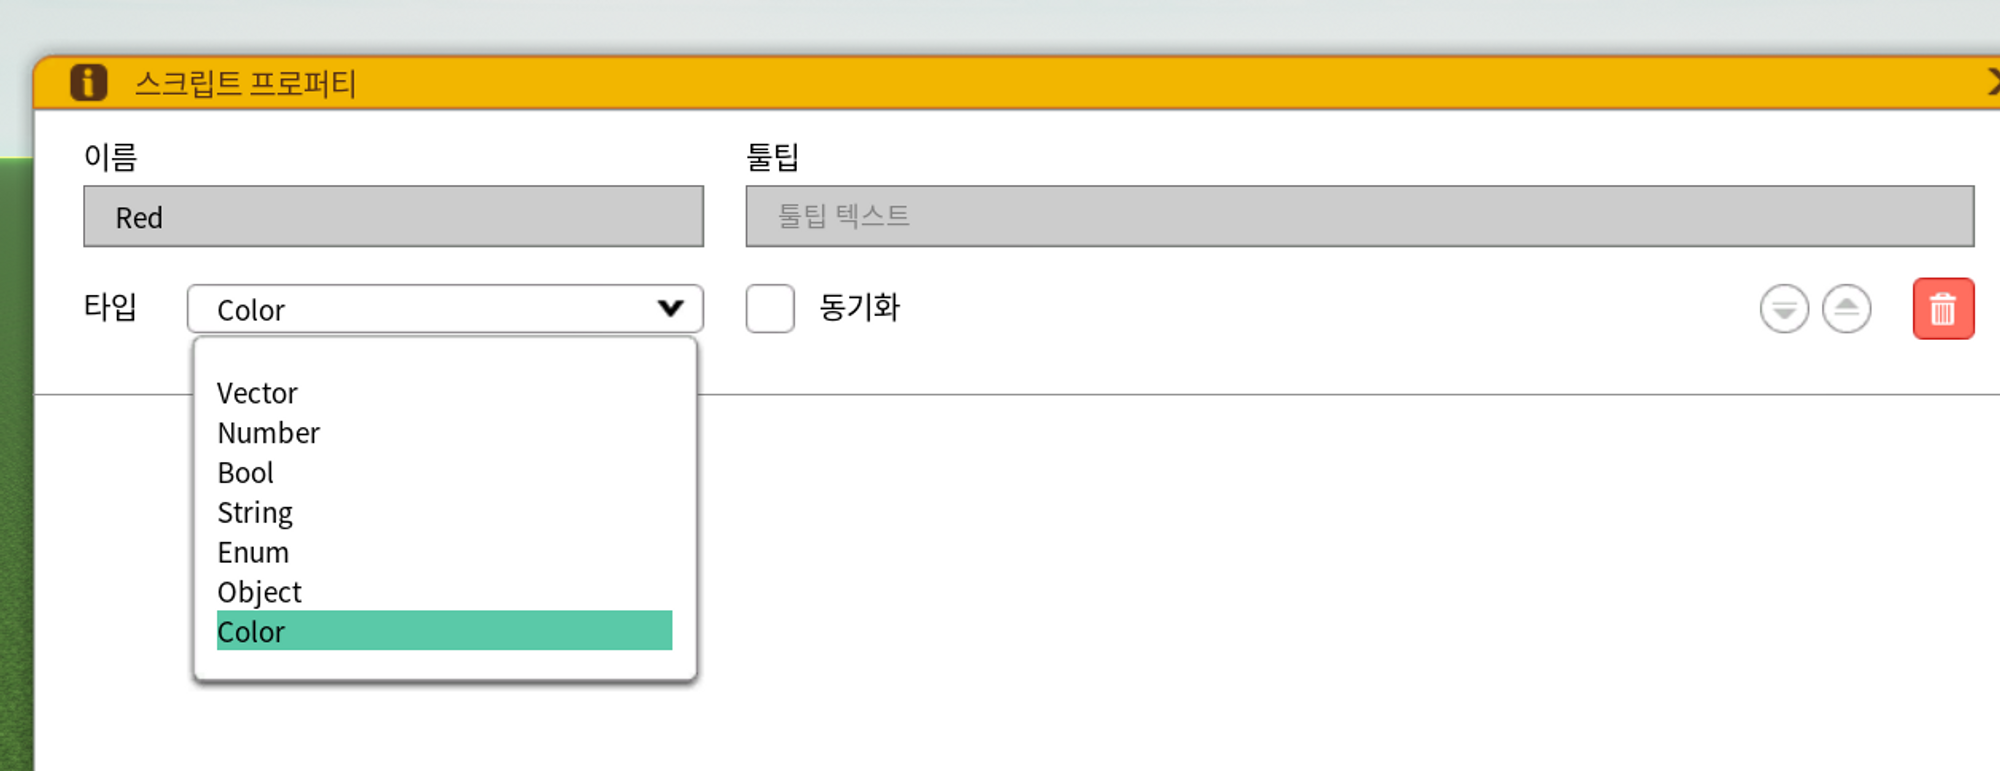 스크립트 프로퍼티
이름
툴팁
Red
툴팁 텍스트
타입
Color
동기화
Vector
Number
Bool
String
Enum
Object
Color